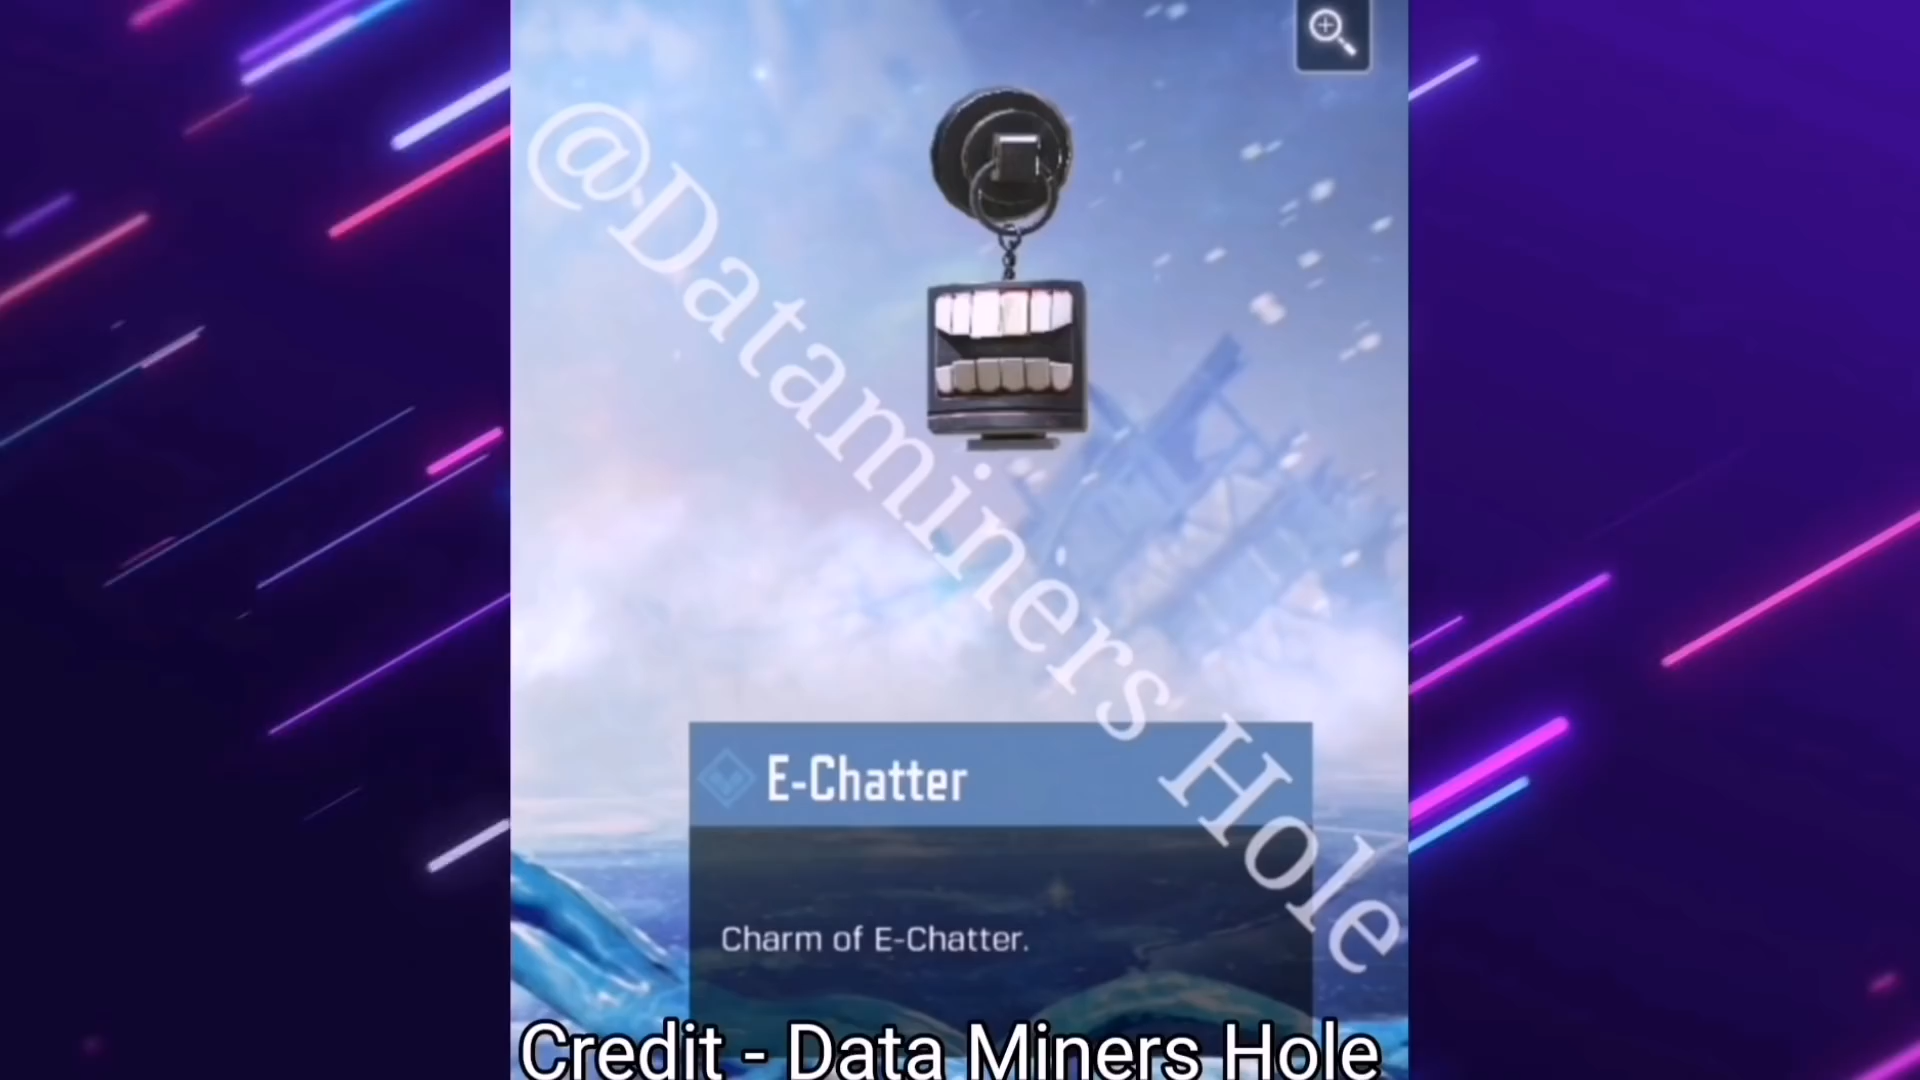 @Dataminers Hole
E-Chatter
Charm of E-Chatter.
Credit - Data Miners Hole